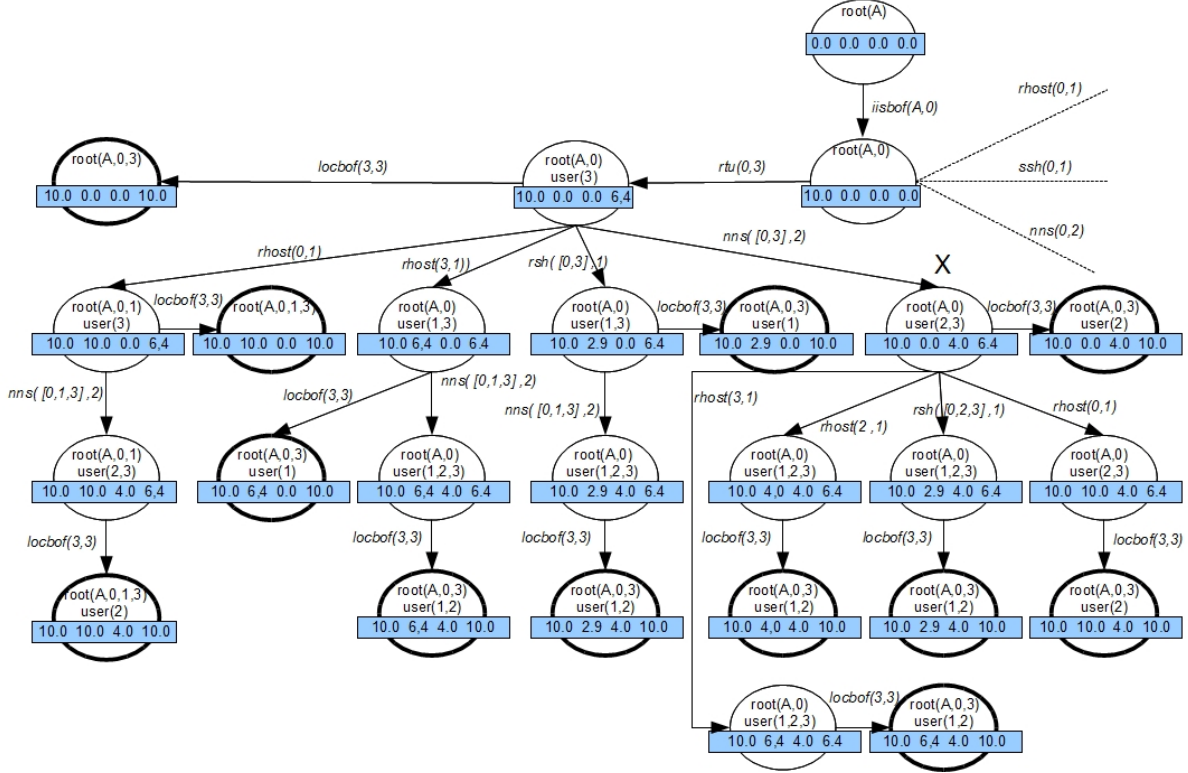 root(A)
0.0 0.0 0.0 0.0
iisbof(A,0)
rhost(0,1)
ssh(0,1)
nns(0,2)
root(A,0)
10.0 0.0 0.0 0.0
rtu(0,3)
root(A,0)
user(3)
10.0 0.0 0.0 6,4
locbof(3,3)
root(A,0,3)
10.0 0.0 0.0 10.0
rhost(0,1)
rhost(3,1))
rsh( [0,3] ,1)
nns( [0,3] ,2)
X
root(A,0,1)
user(3)
10.0 10.0 0.0 6,4
locbof(3,3)
root(A,0,1,3)
10.0 10.0 0.0 10.0
root(A,0)
user(1,3)
10.0 6,4 0.0 6.4
root(A,0)
user(1,3)
10.0 2.9 0.0 6.4
locbof(3,3)
root(A,0,3)
user(1)
10.0 2.9 0.0 10.0
root(A,0)
user(2,3)
10.0 0.0 4.0 6.4
locbof(3,3)
root(A,0,3)
user(2)
10.0 0.0 4.0 10.0
nns( [0,1,3] ,2)
locbof(3,3)
nns( [0,1,3] ,2)
nns( [0,1,3] ,2)
rhost(3,1)
rhost(2 ,1)
rsh( [0,2,3] ,1)
rhost(0,1)
root(A,0,1)
user(2,3)
10.0 10.0 4.0 6,4
root(A,0,3)
user(1)
10.0 6,4 0.0 10.0
root(A,0)
user(1,2,3)
10.0 6,4 4.0 6.4
root(A,0)
user(1,2,3)
10.0 2.9 4.0 6.4
root(A,0)
user(1,2,3)
10.0 4,0 4.0 6.4
root(A,0)
user(1,2,3)
10.0 2.9 4.0 6.4
root(A,0)
user(2,3)
10.0 10.0 4.0 6.4
locbof(3,3)
locbof(3,3)
locbof(3,3)
locbof(3,3)
locbof(3,3)
locbof(3,3)
root(A,0,1,3)
user(2)
10.0 10.0 4.0 10.0
root(A,0,3)
user(1,2)
10.0 6,4 4.0 10.0
root(A,0,3)
user(1,2)
10.0 2.9 4.0 10.0
root(A,0,3)
user(1,2)
10.0 4,0 4.0 10.0
root(A,0,3)
user(1,2)
10.0 2.9 4.0 10.0
root(A,0,3)
user(2)
10.0 10.0 4.0 10.0
root(A,0)
user(1,2,3)
10.0 6,4 4.0 6.4
locbof(3,3)
root(A,0,3)
user(1,2)
10.0 6,4 4.0 10.0